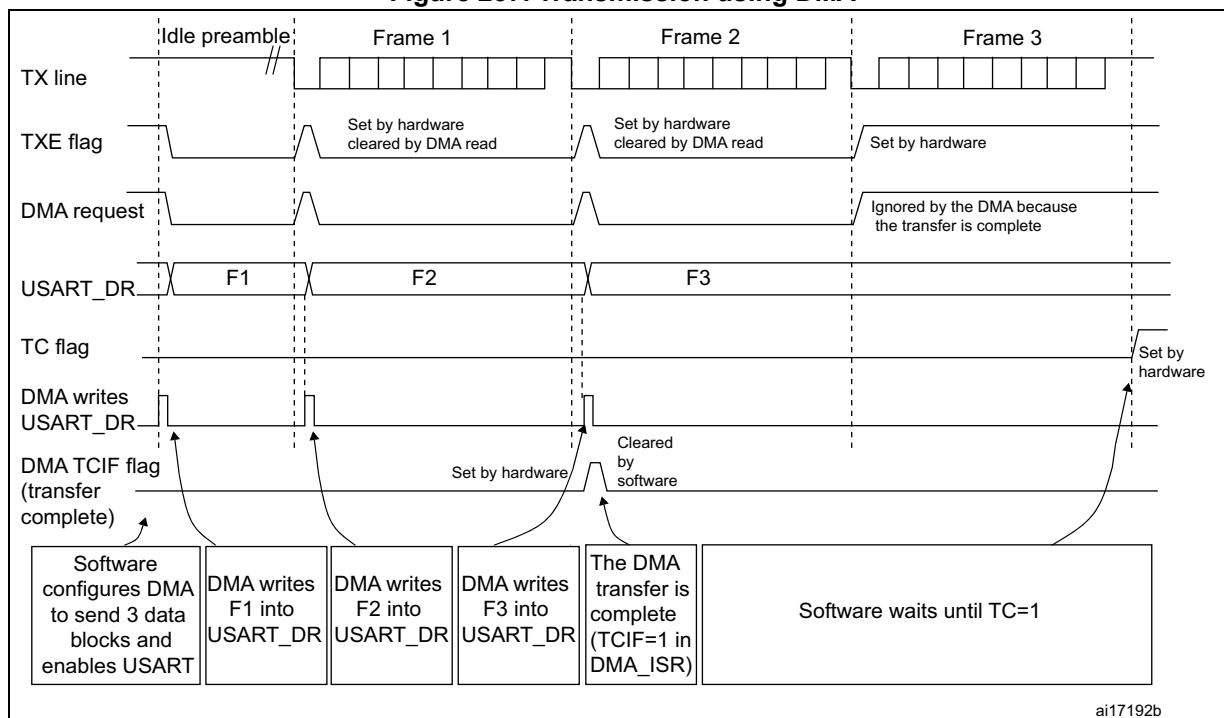 Figure 297. Transmission using DMA
Idle preamble
Frame 1
Frame 2
Frame 3
TX line
TXE flag
Set by hardware
cleared by DMA read
Set by hardware
cleared by DMA read
Set by hardware
DMA request
Ignored by the DMA because
the transfer is complete
USART_DR
F1
F2
F3
TC flag
Set by
hardware
DMA writes
USART_DR
DMA TCIF flag
(transfer
complete)
Set by hardware
Cleared
by
software
Software
configures DMA
to send 3 data
blocks and
enables USART
DMA writes
F1 into
USART_DR
DMA writes
F2 into
USART_DR
DMA writes
F3 into
USART_DR
The DMA
transfer is
complete
(TCIF=1 in
DMA_ISR)
Software waits until TC=1
ai17192b